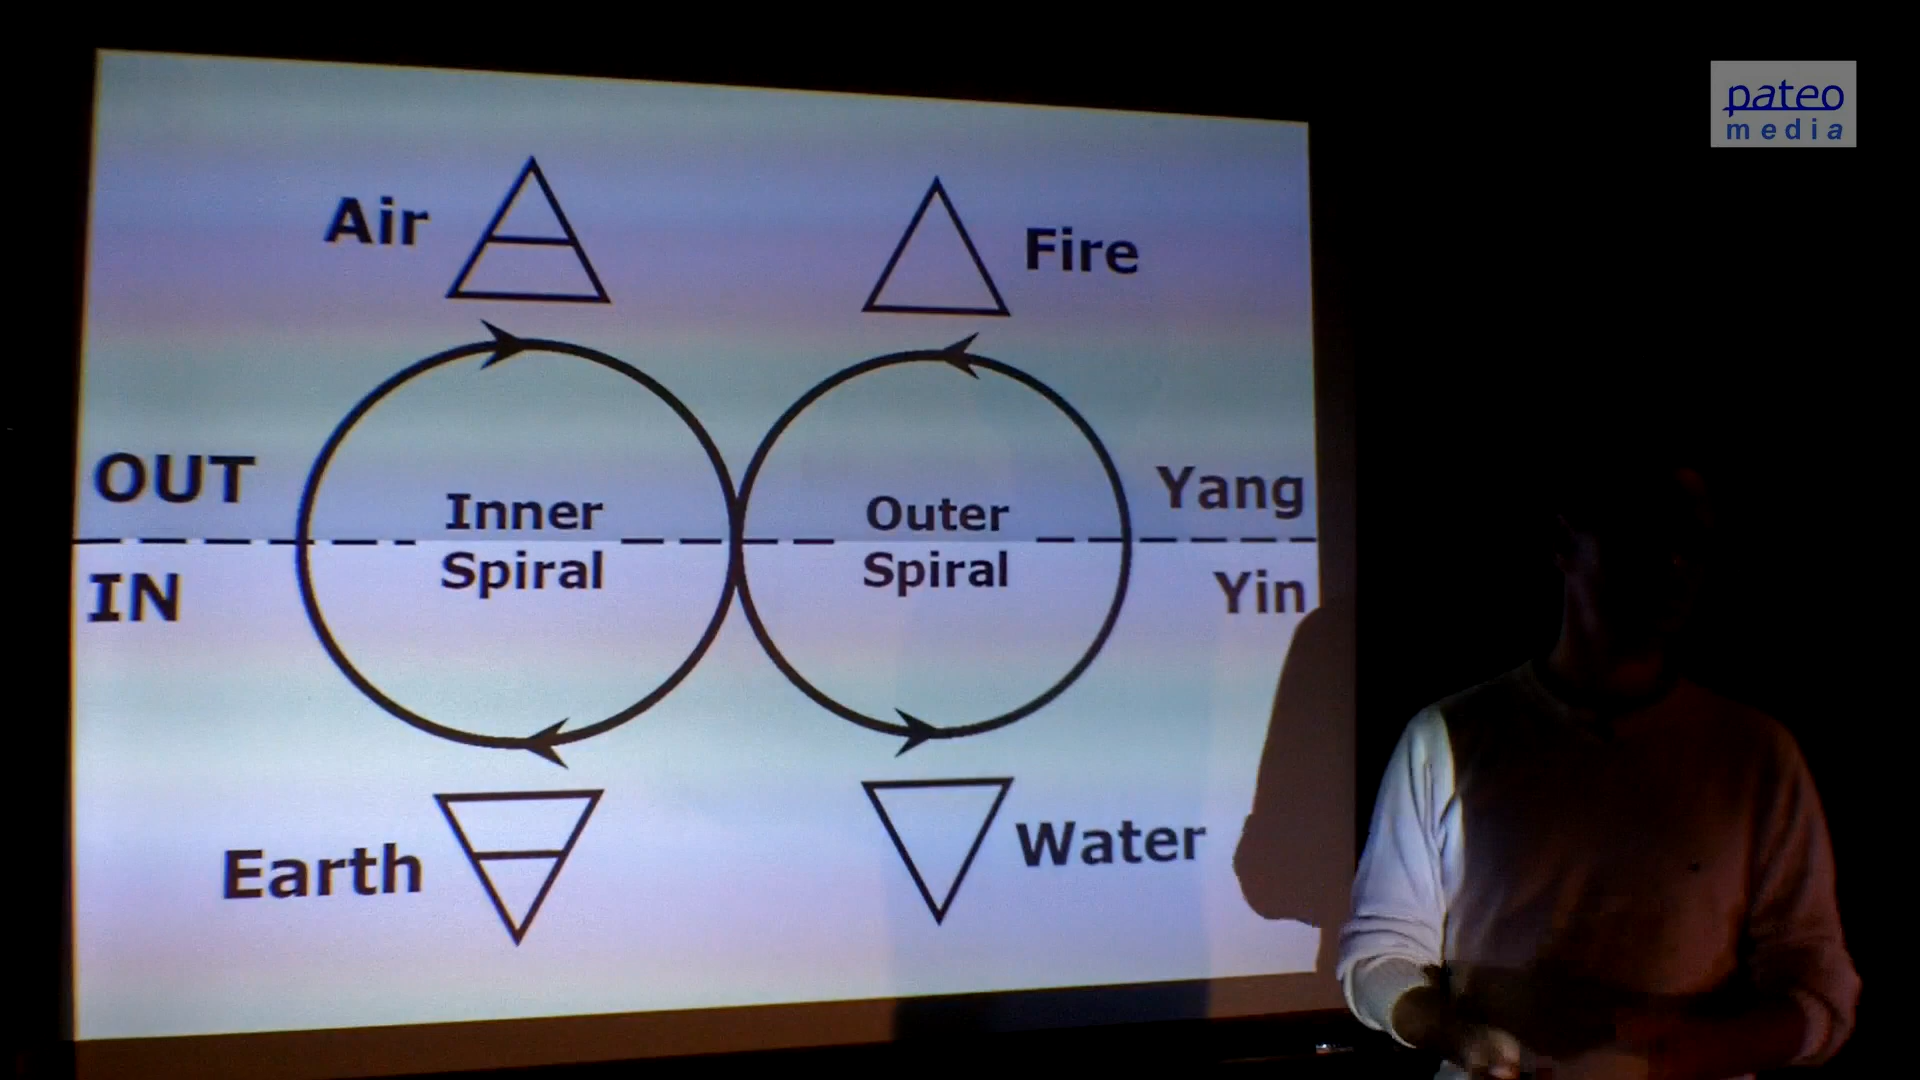 pateo
media
Air
Fire
OUT
Inner
Spiral
Outer
Spiral
Yang
IN
Yin
Earth
Water